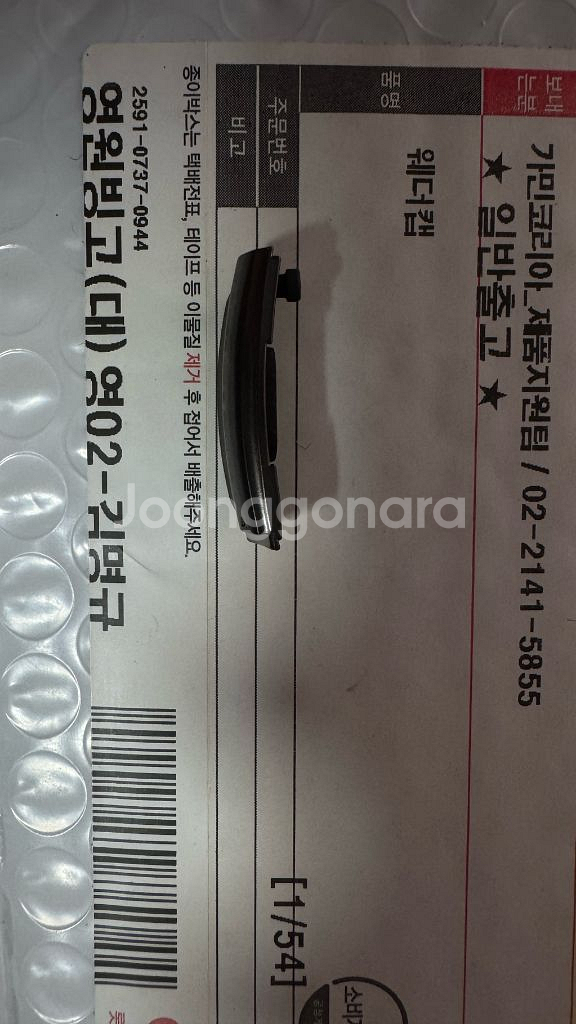 보내
는분
가민코리아_제품지원팀 / 02-2141-5855
★ 일반출고 ★
품명
웨더캡
주문번호
비고
[1/54]
종이박스는 택배전표, 테이프 등 이물질 제거 후 접어서 배출해주세요.
2591-0737-0944
영원빙고(대) 영02-김명규
소비자
Joonggonara